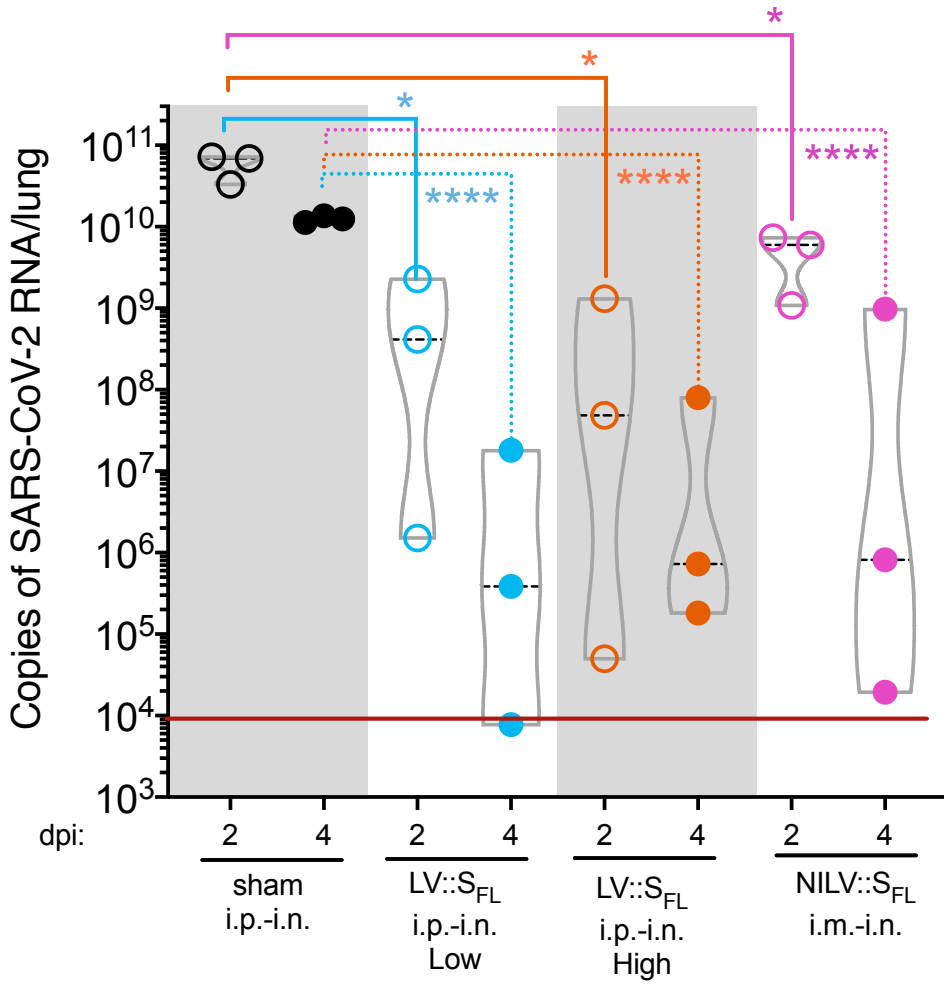 Copies of SARS-CoV-2 RNA/lung
*
*
*
****
****
****
10¹¹
10¹⁰
10⁹
10⁸
10⁷
10⁶
10⁵
10⁴
10³
dpi: 2 4 2 4 2 4 2 4
sham
i.p.-i.n.
LV::S_FL
i.p.-i.n.
Low
LV::S_FL
i.p.-i.n.
High
NILV::S_FL
i.m.-i.n.